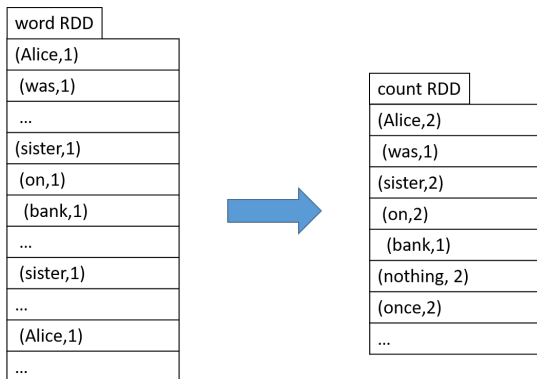 word RDD
(Alice,1)
(was,1)
...
(sister,1)
(on,1)
(bank,1)
...
(sister,1)
...
(Alice,1)
...
count RDD
(Alice,2)
(was,1)
(sister,2)
(on,2)
(bank,1)
(nothing, 2)
(once,2)
...